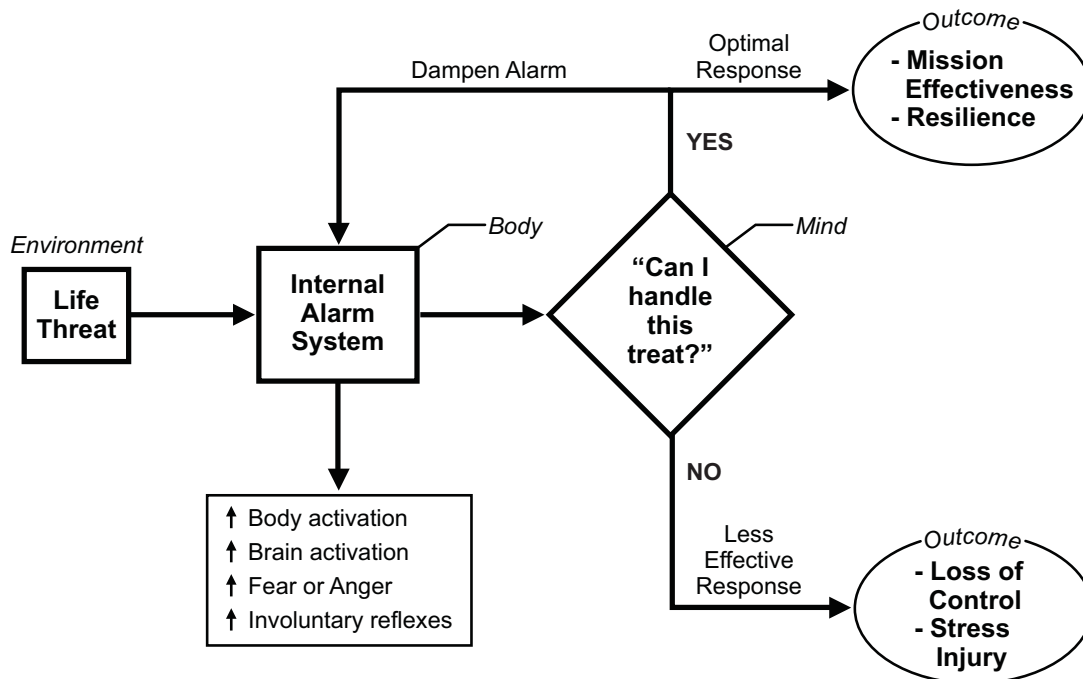 Outcome
- Mission
Effectiveness
- Resilience
Optimal
Response
Dampen Alarm
YES
Environment
Life
Threat
Body
Internal
Alarm
System
Mind
“Can I
handle
this
treat?”
NO
↑ Body activation
↑ Brain activation
↑ Fear or Anger
↑ Involuntary reflexes
Less
Effective
Response
Outcome
- Loss of
Control
- Stress
Injury